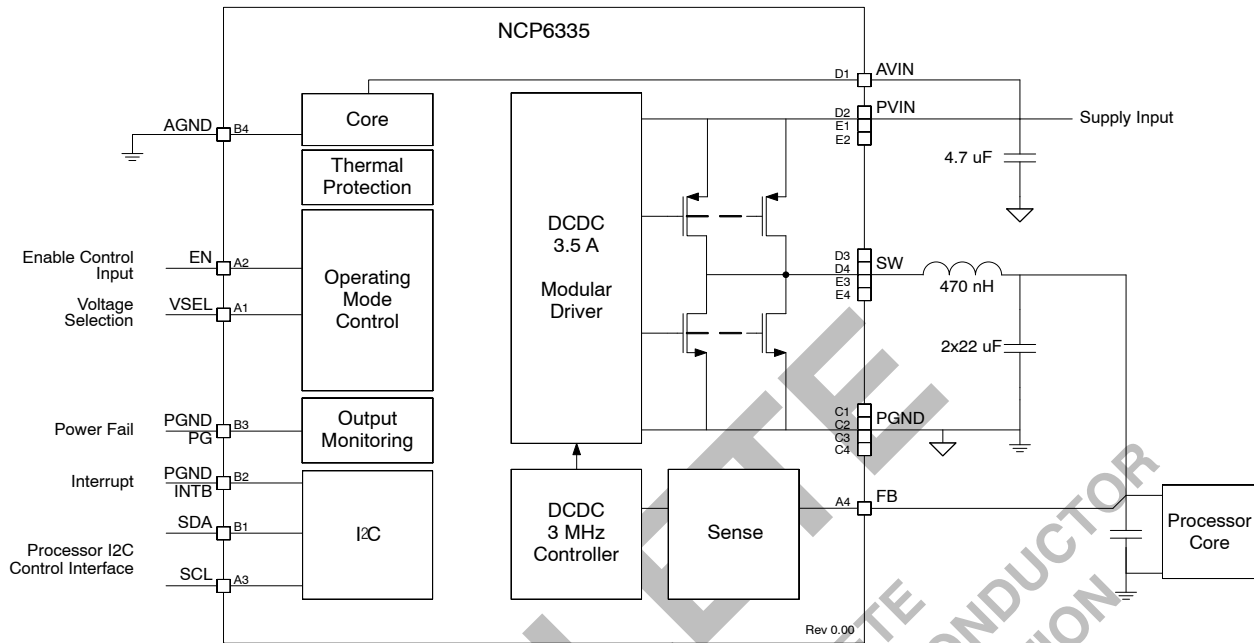 NCP6335
D1
AVIN
D2
PVIN
E1
E2
Supply Input
4.7 uF
AGND
B4
Core
Thermal
Protection
Enable Control
Input
EN
A2
Voltage
Selection
VSEL
A1
Operating
Mode
Control
DCDC
3.5 A
Modular
Driver
D3
D4
E3
E4
SW
470 nH
2x22 uF
Power Fail
PGND
PG
B3
Output
Monitoring
C1
C2
C3
C4
PGND
Interrupt
PGND
INTB
B2
SDA
B1
Processor I2C
Control Interface
SCL
A3
I2C
DCDC
3 MHz
Controller
Sense
A4
FB
Processor
Core
Rev 0.00